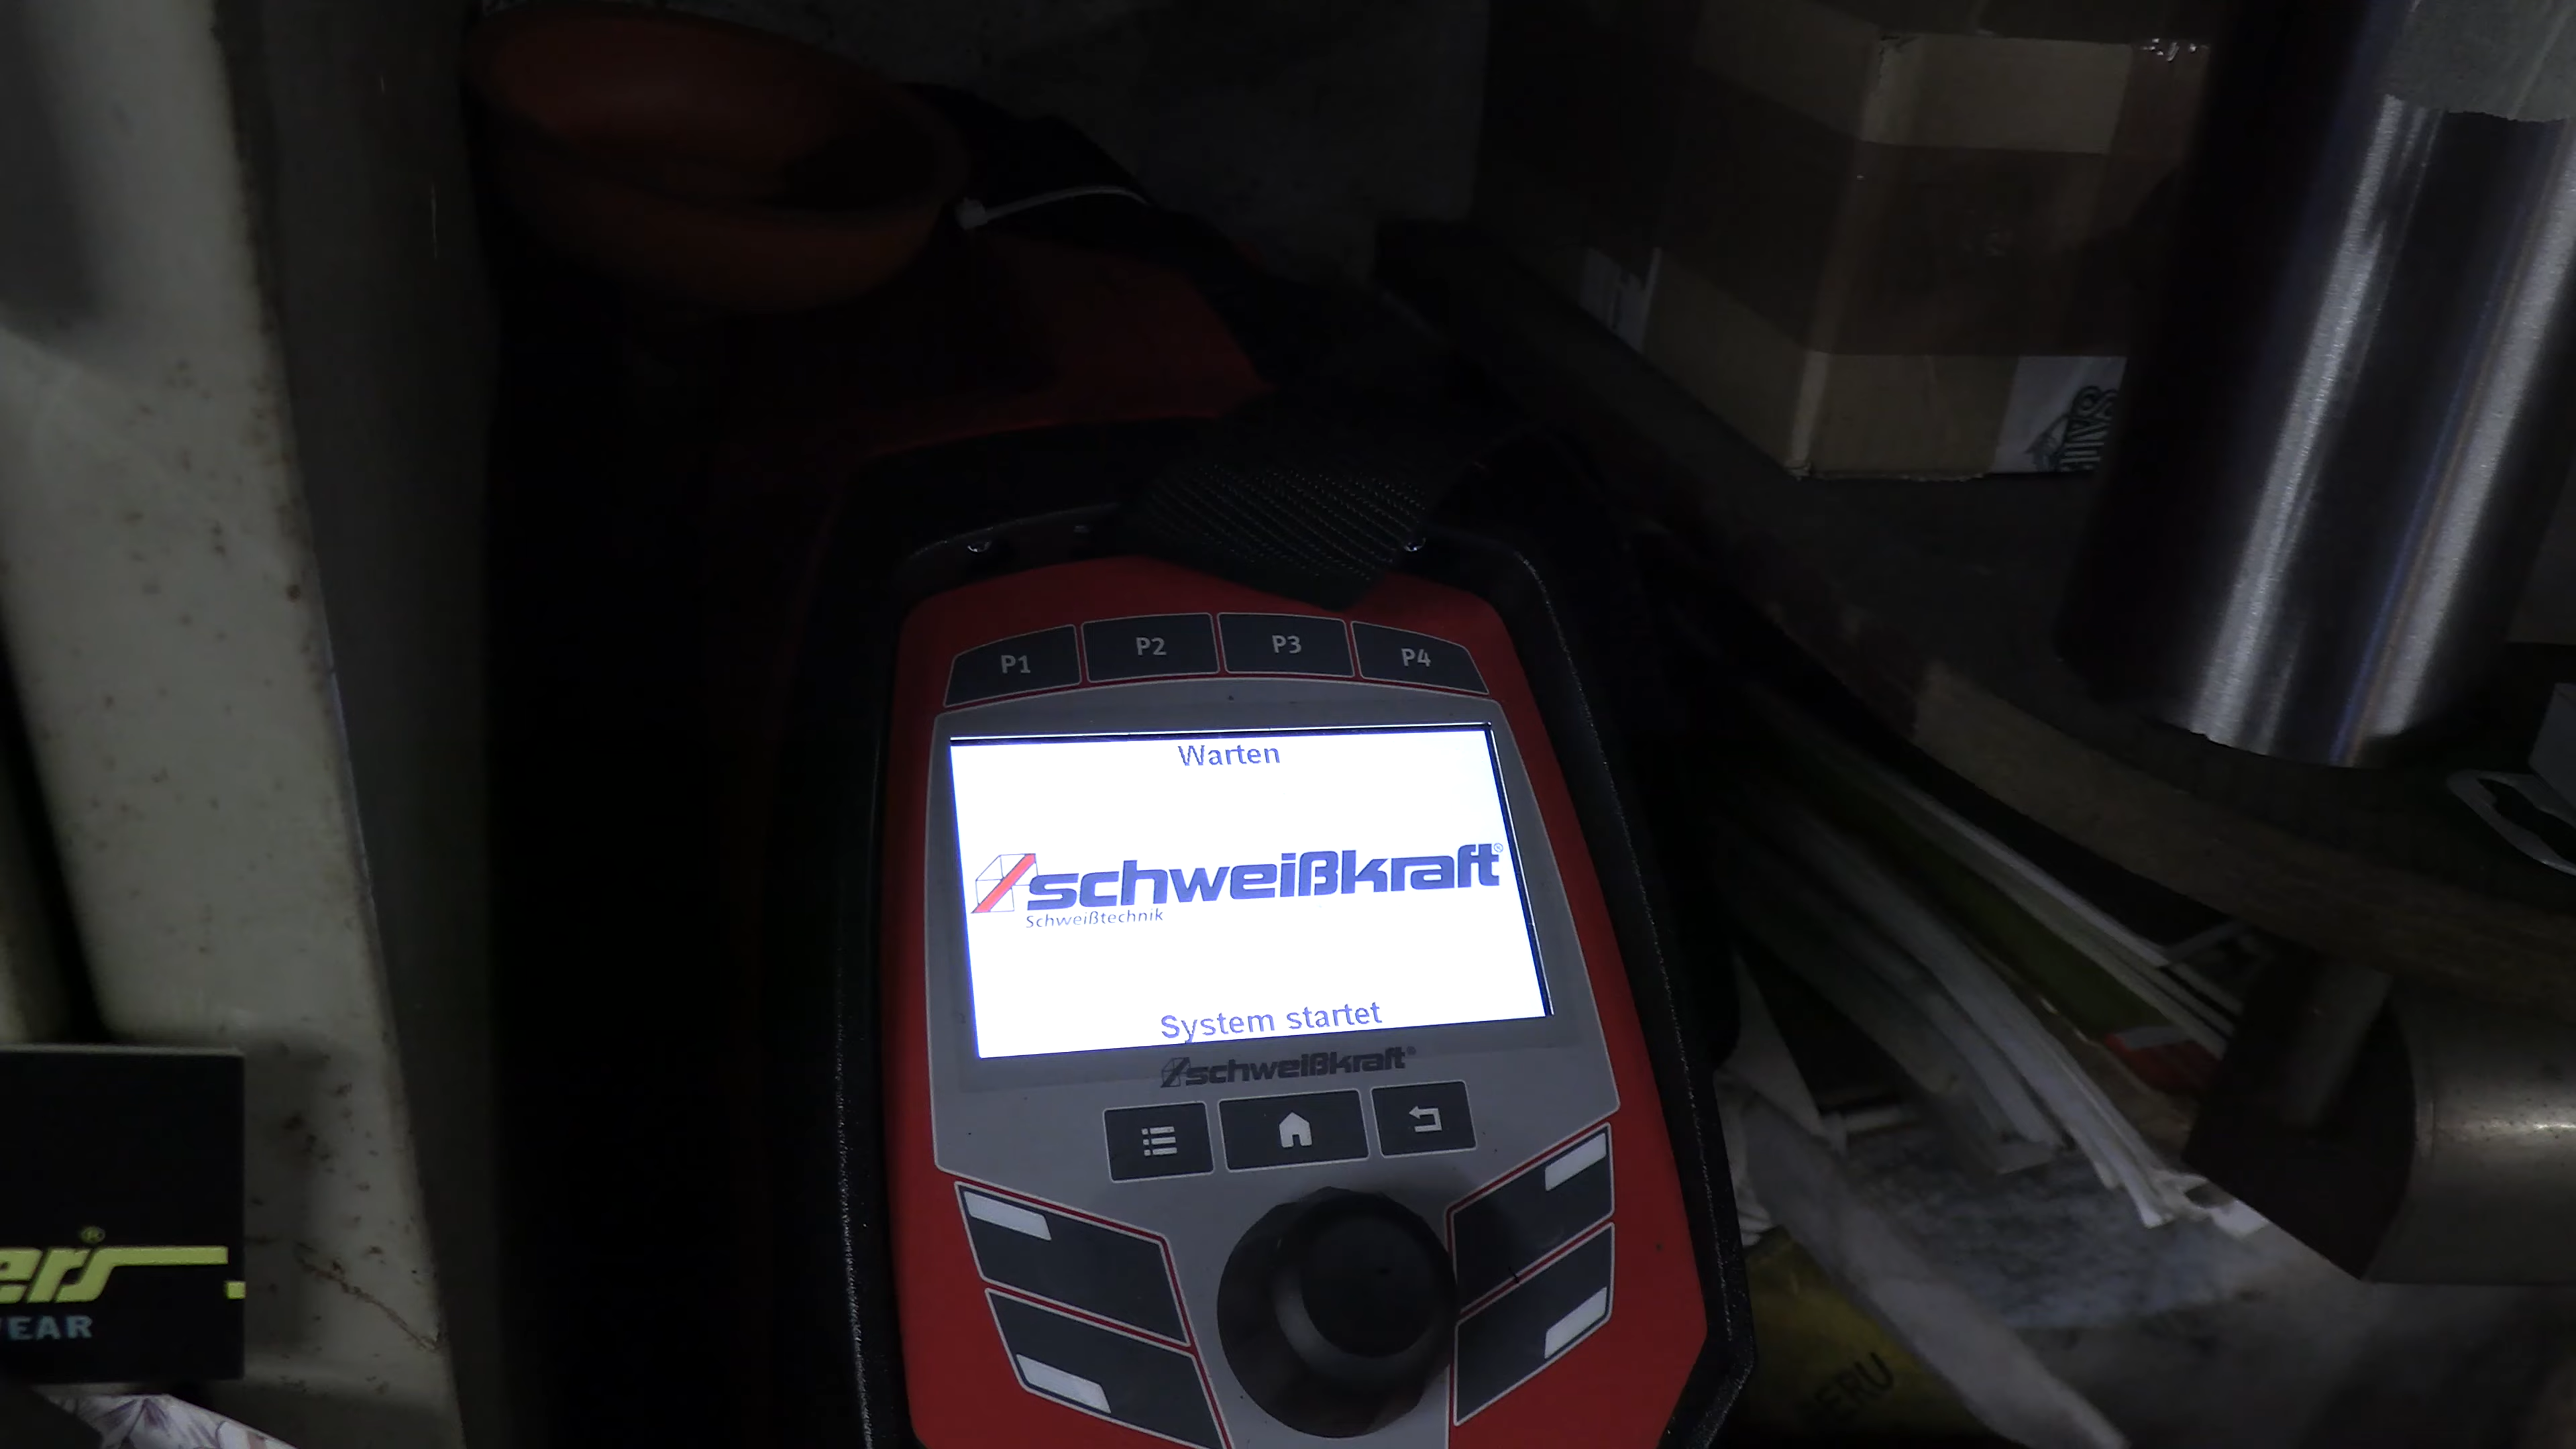 P1 P2 P3 P4
Warten
schweißkraft®
Schweißtechnik
System startet
schweißkraft®
ers®
EAR